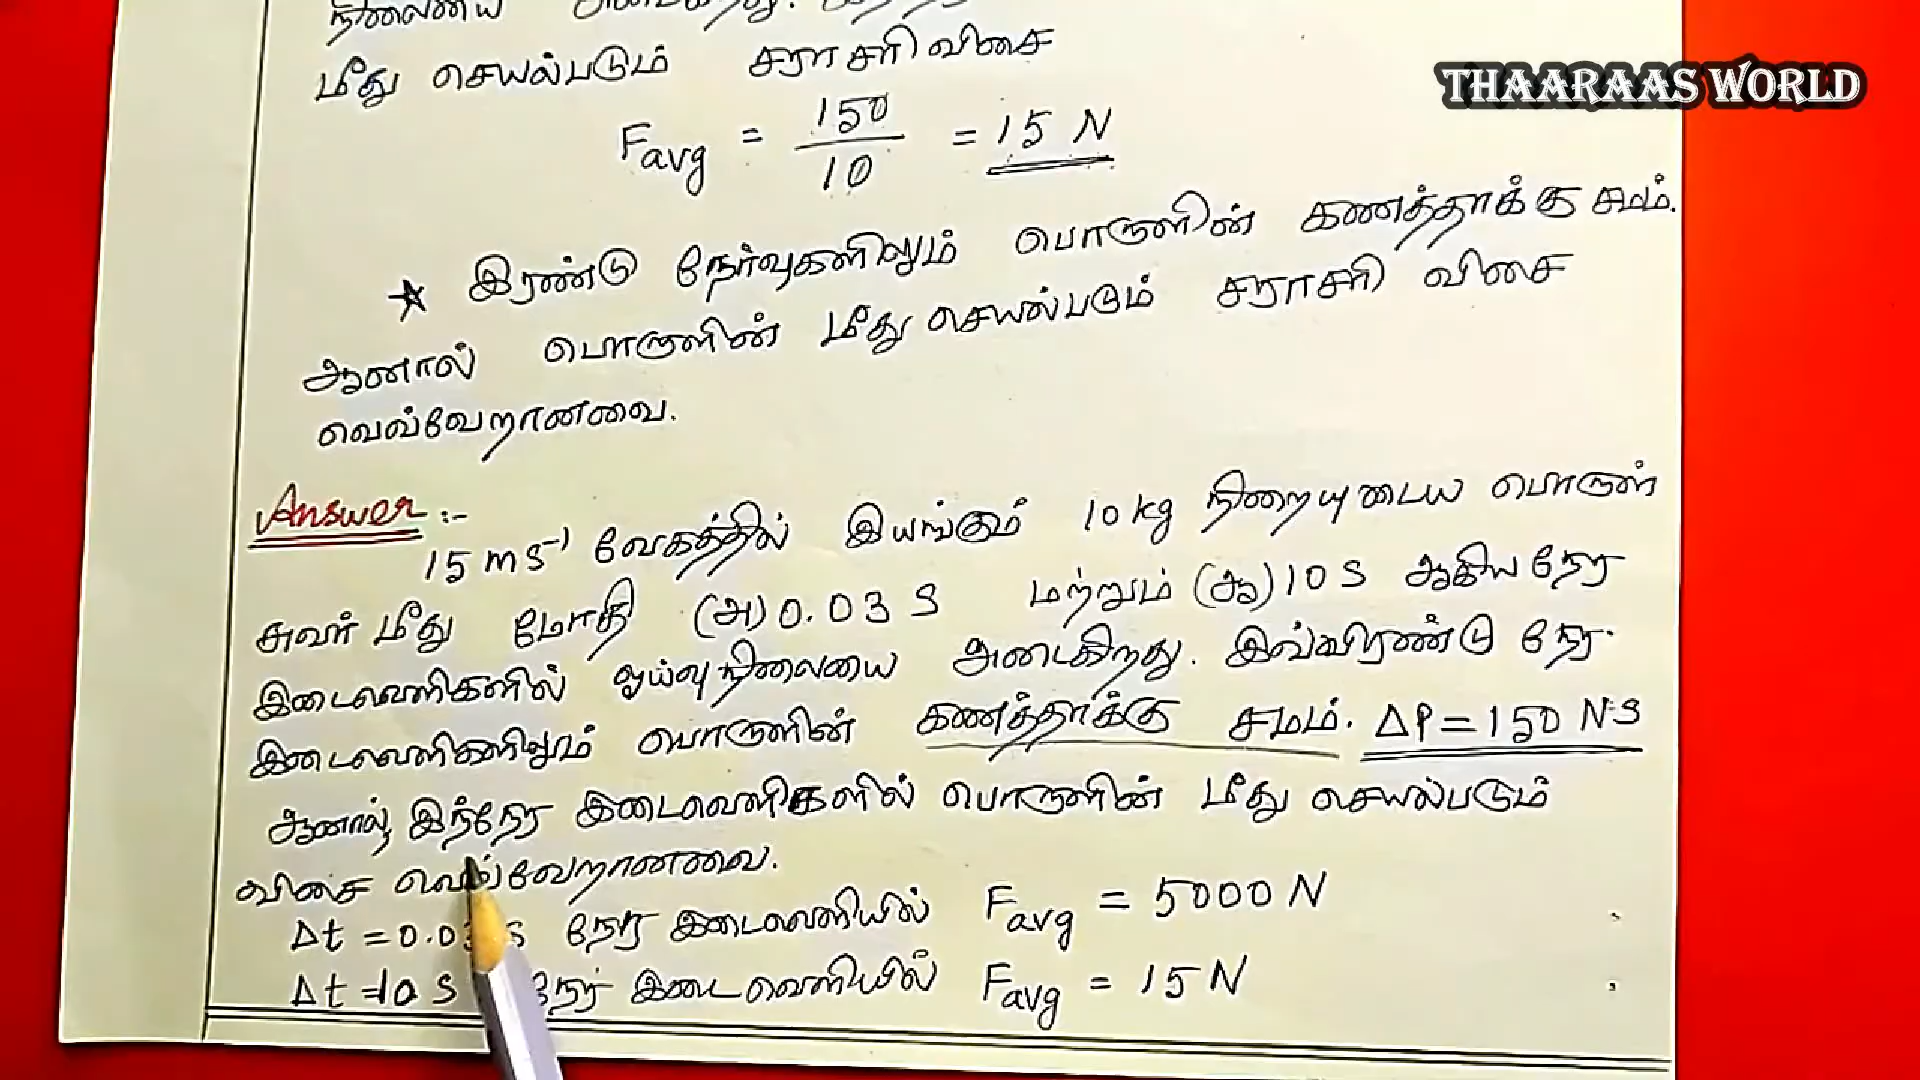 நிலையை அடைகிறது.
மீது செயல்படும் சராசரி விசை
THAARAAS WORLD
Favg = 150/10 = 15 N
★ இரண்டு நேர்வுகளிலும் பொருளின் கணத்தாக்கு சமம்.
ஆனால் பொருளின் மீது செயல்படும் சராசரி விசை
வெவ்வேறானவை.
Answer :-
15 ms⁻¹ வேகத்தில் இயங்கும் 10 kg நிறையுடைய பொருள்
சுவர் மீது மோதி (அ) 0.03 S மற்றும் (ஆ) 10 S ஆகிய நேர
இடைவெளிகளில் ஓய்வு நிலையை அடைகிறது. இவ்விரண்டு நேர
இடைவெளிகளிலும் பொருளின் கணத்தாக்கு சமம். Δp = 150 N·S
ஆனால், இந்நேர இடைவெளிகளில் பொருளின் மீது செயல்படும்
விசை வெவ்வேறானவை.
Δt = 0.03 s நேர இடைவெளியில் Favg = 5000 N
Δt = 10 S நேர இடைவெளியில் Favg = 15 N